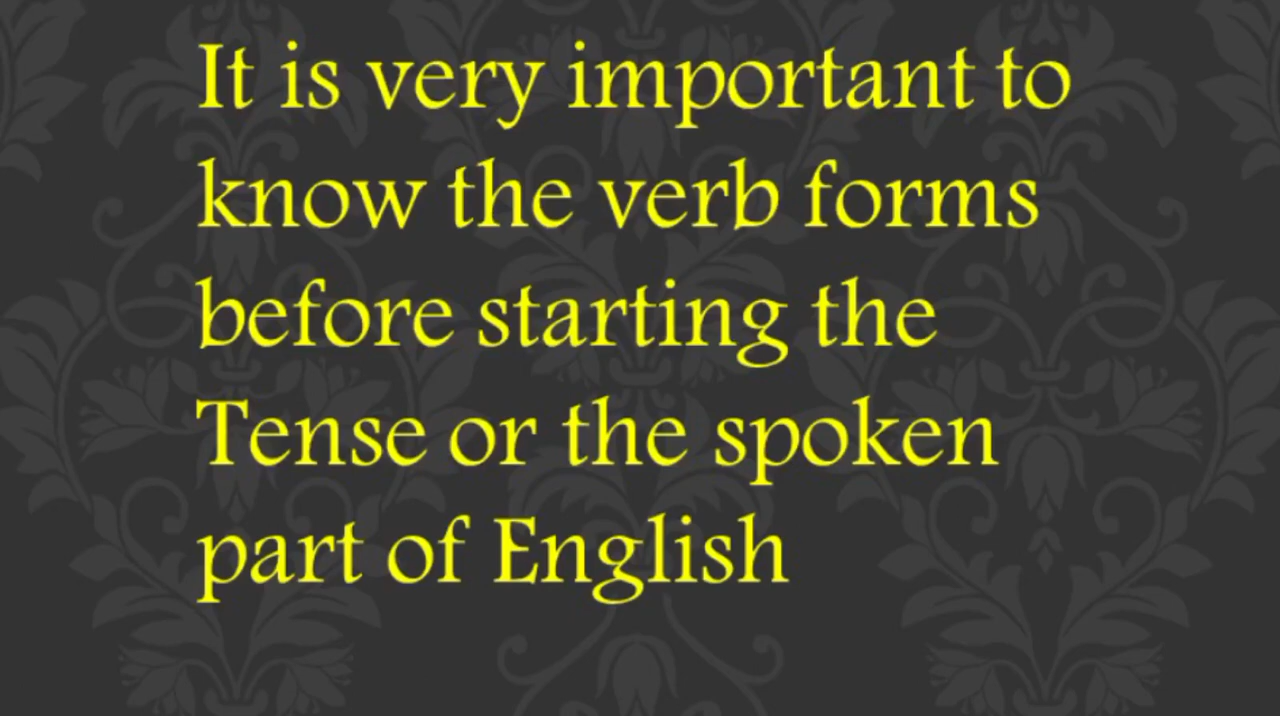 It is very important to
know the verb forms
before starting the
Tense or the spoken
part of English